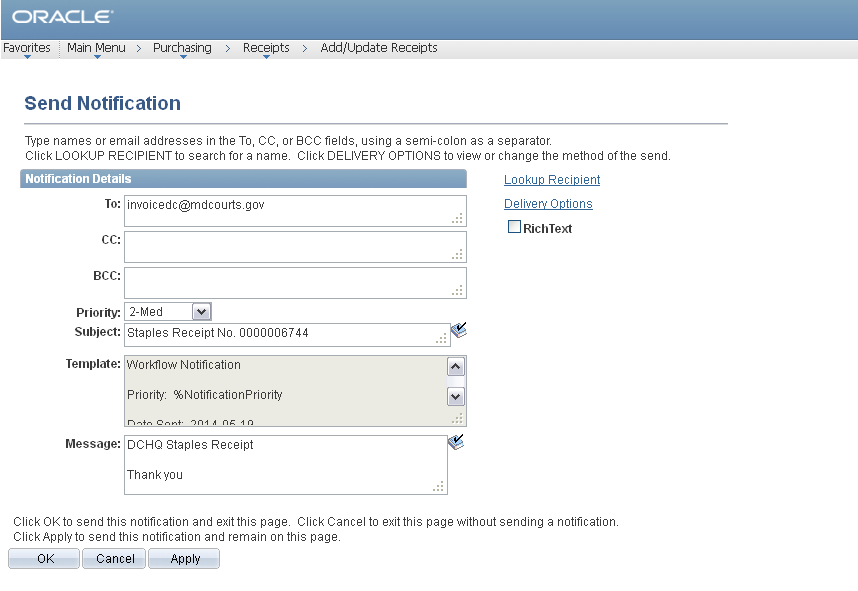 ORACLE
Favorites Main Menu > Purchasing > Receipts > Add/Update Receipts
Send Notification
Type names or email addresses in the To, CC, or BCC fields, using a semi-colon as a separator.
Click LOOKUP RECIPIENT to search for a name. Click DELIVERY OPTIONS to view or change the method of the send.
Notification Details
Lookup Recipient
To: invoicedc@mdcourts.gov
Delivery Options
RichText
CC:
BCC:
Priority: 2-Med
Subject: Staples Receipt No. 0000006744
Template: Workflow Notification
Priority: %NotificationPriority
Date Sent: 2014-06-19
Message: DCHQ Staples Receipt
Thank you
Click OK to send this notification and exit this page. Click Cancel to exit this page without sending a notification.
Click Apply to send this notification and remain on this page.
OK Cancel Apply